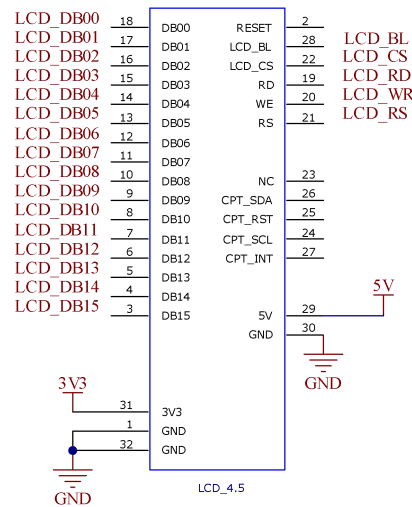 LCD_DB00 18 DB00 RESET 2
LCD_DB01 17 DB01 LCD_BL 28 LCD_BL
LCD_DB02 16 DB02 LCD_CS 22 LCD_CS
LCD_DB03 15 DB03 RD 19 LCD_RD
LCD_DB04 14 DB04 WE 20 LCD_WR
LCD_DB05 13 DB05 RS 21 LCD_RS
LCD_DB06 12 DB06
LCD_DB07 11 DB07
LCD_DB08 10 DB08 NC 23
LCD_DB09 9 DB09 CPT_SDA 26
LCD_DB10 8 DB10 CPT_RST 25
LCD_DB11 7 DB11 CPT_SCL 24
LCD_DB12 6 DB12 CPT_INT 27
LCD_DB13 5 DB13
LCD_DB14 4 DB14
LCD_DB15 3 DB15 5V 29 5V
GND 30
GND
3V3 31 3V3
1 GND
32 GND
GND
LCD_4.5